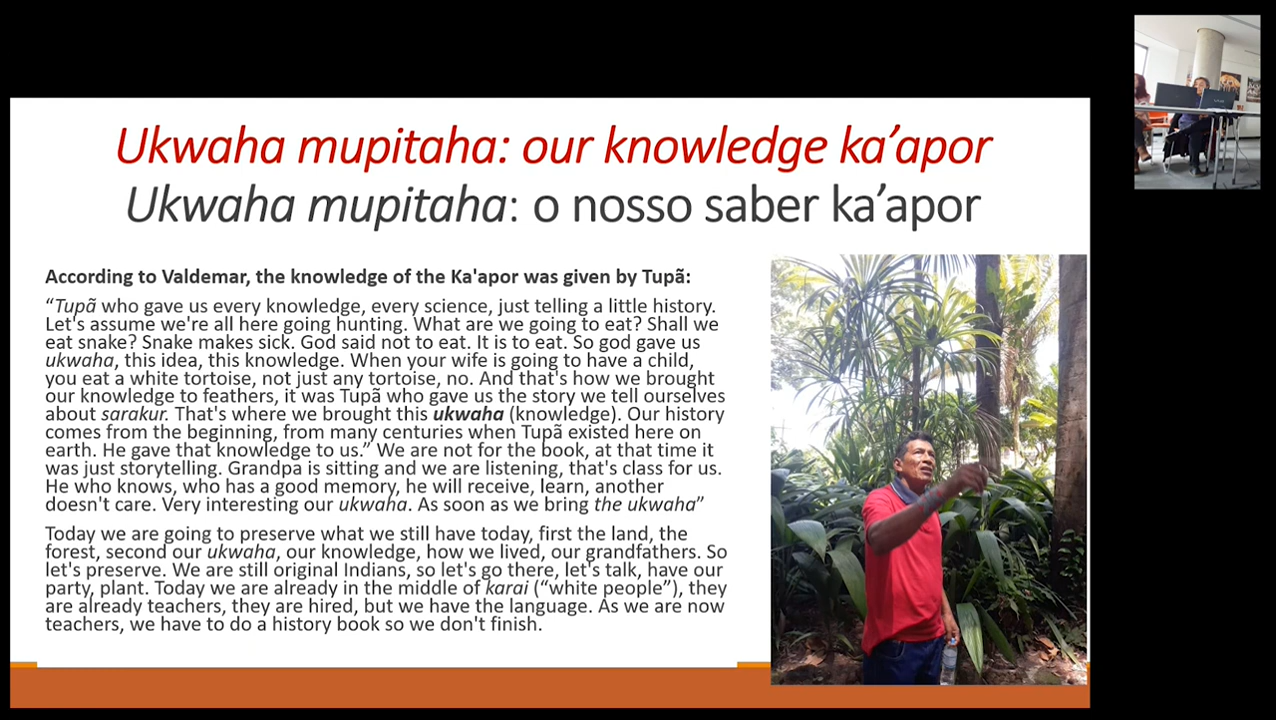 Ukwaha mupitaha: our knowledge ka'apor
Ukwaha mupitaha: o nosso saber ka'apor
According to Valdemar, the knowledge of the Ka'apor was given by Tupã:
“Tupã who gave us every knowledge, every science, just telling a little history.
Let's assume we're all here going hunting. What are we going to eat? Shall we
eat snake? Snake makes sick. God said not to eat. It is to eat. So god gave us
ukwaha, this idea, this knowledge. When your wife is going to have a child,
you eat a white tortoise, not just any tortoise, no. And that's how we brought
our knowledge to feathers, it was Tupã who gave us the story we tell ourselves
about sarakur. That's where we brought this ukwaha (knowledge). Our history
comes from the beginning, from many centuries when Tupã existed here on
earth. He gave that knowledge to us.” We are not for the book, at that time it
was just storytelling. Grandpa is sitting and we are listening, that's class for us.
He who knows, who has a good memory, he will receive, learn, another
doesn't care. Very interesting our ukwaha. As soon as we bring the ukwaha”
Today we are going to preserve what we still have today, first the land, the
forest, second our ukwaha, our knowledge, how we lived, our grandfathers. So
let's preserve. We are still original Indians, so let's go there, let's talk, have our
party, plant. Today we are already in the middle of karai (“white people”), they
are already teachers, they are hired, but we have the language. As we are now
teachers, we have to do a history book so we don't finish.